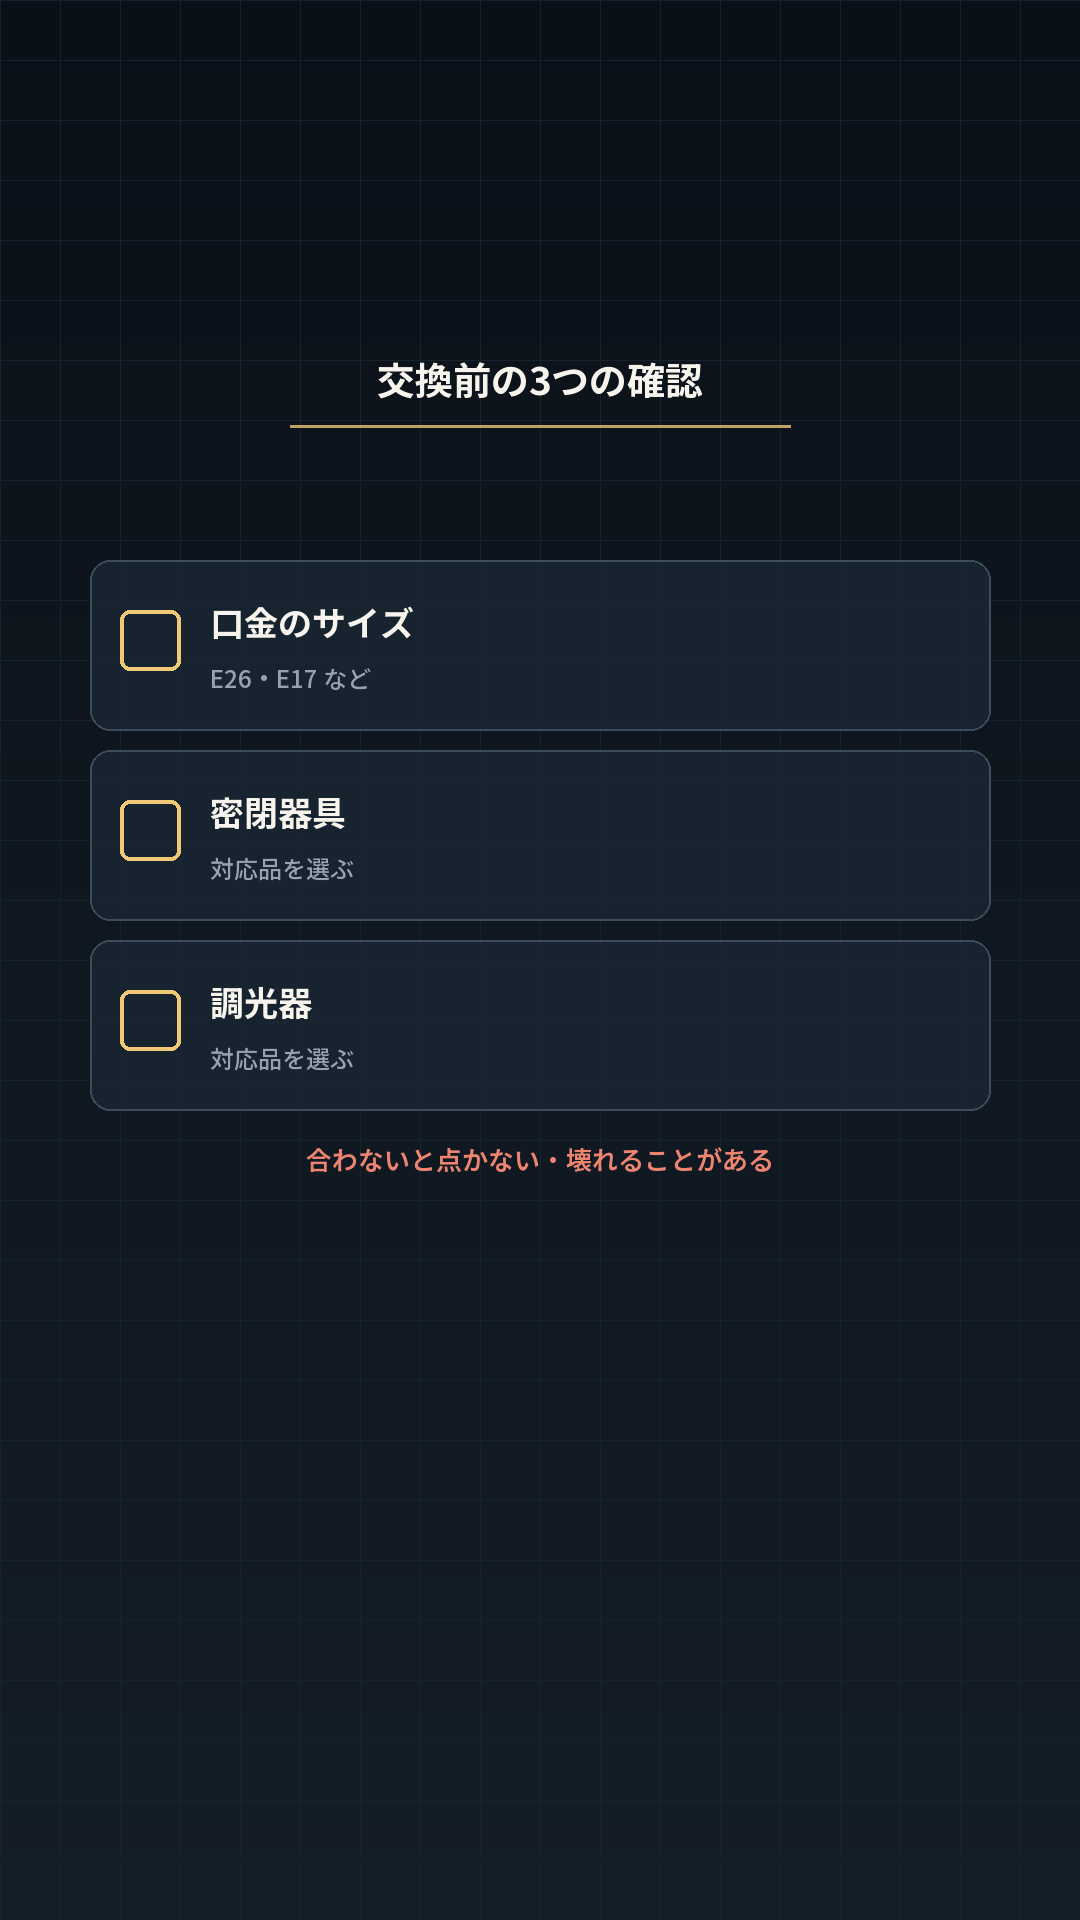 交換前の3つの確認
口金のサイズ
E26・E17 など
密閉器具
対応品を選ぶ
調光器
対応品を選ぶ
合わないと点かない・壊れることがある